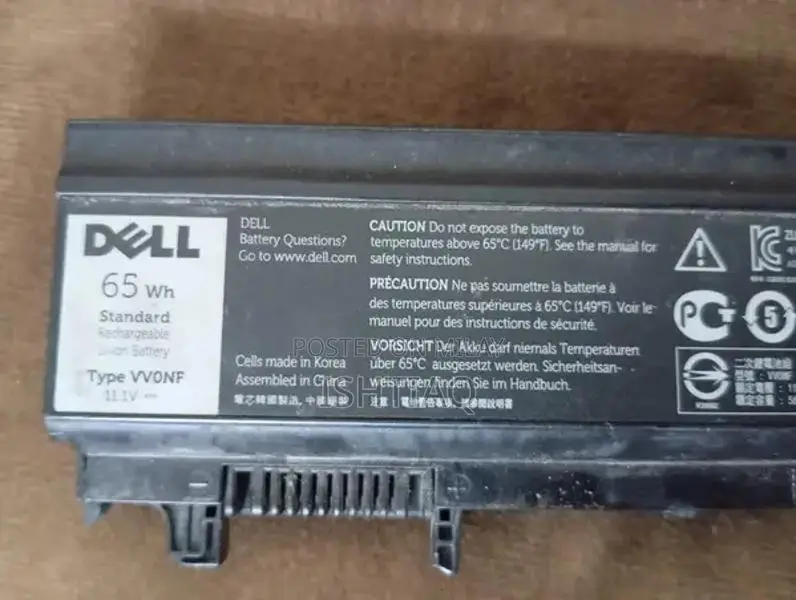 DELL
65 Wh
Standard
Rechargeable
Li-ion Battery
Type VV0NF
11.1V
DELL
Battery Questions?
Go to www.dell.com
Cells made in Korea
Assembled in China
CAUTION Do not expose the battery to
temperatures above 65°C (149°F). See the manual for
safety instructions.
PRÉCAUTION Ne pas soumettre la batterie à
des températures supérieures à 65°C (149°F). Voir le
manuel pour des instructions de sécurité.
VORSICHT Der Akku darf niemals Temperaturen
über 65°C ausgesetzt werden. Sicherheitsan-
weisungen finden Sie im Handbuch.
POSTED
ISHTIAQ
5